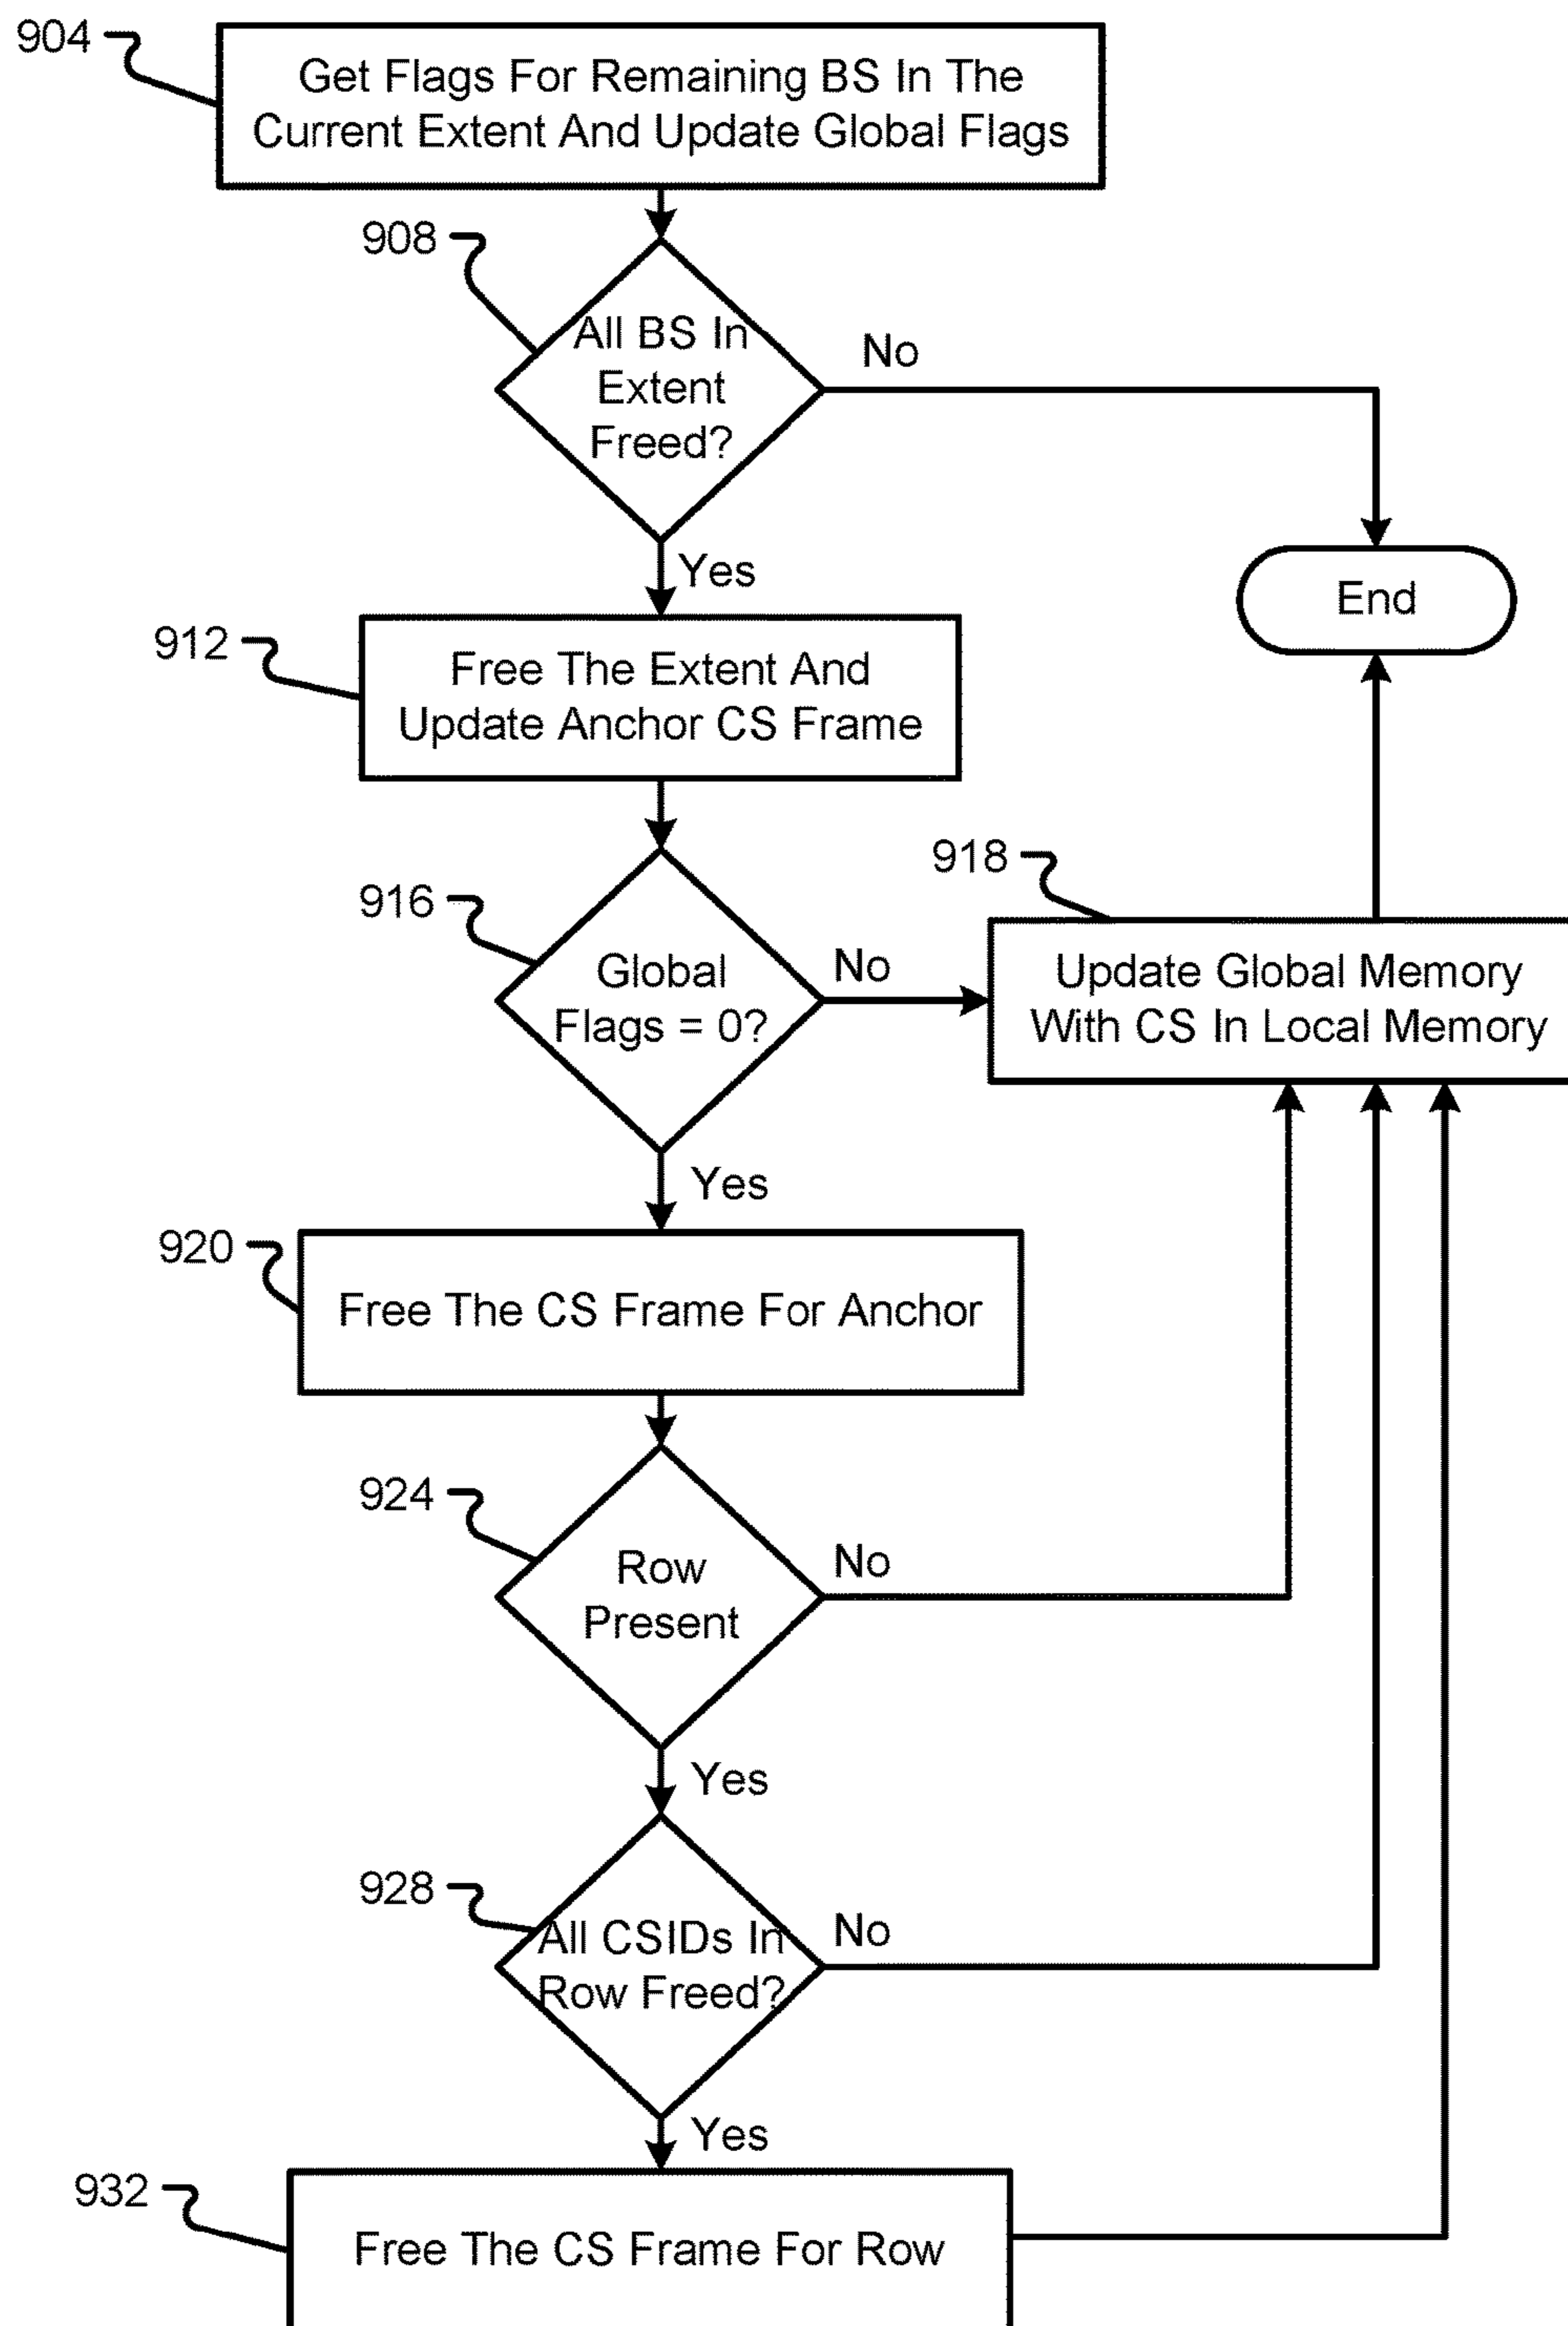 904
Get Flags For Remaining BS In The
Current Extent And Update Global Flags
908
All BS In
Extent
Freed?
No
Yes
End
912
Free The Extent And
Update Anchor CS Frame
916
Global
Flags = 0?
No
918
Update Global Memory
With CS In Local Memory
Yes
920
Free The CS Frame For Anchor
924
Row
Present
No
Yes
928
All CSIDs In
Row Freed?
No
Yes
932
Free The CS Frame For Row